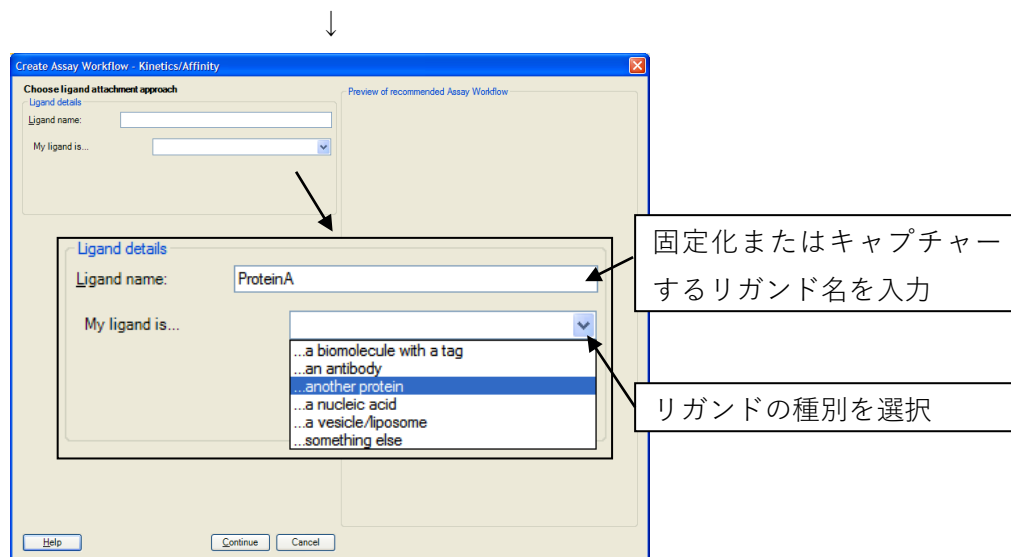 ↓
Create Assay Workflow - Kinetics/Affinity
Choose ligand attachment approach
Ligand details
Ligand name:
My ligand is...
Preview of recommended Assay Workflow
Ligand details
Ligand name: ProteinA
My ligand is...
...a biomolecule with a tag
...an antibody
...another protein
...a nucleic acid
...a vesicle/liposome
...something else
固定化またはキャプチャー
するリガンド名を入力
リガンドの種別を選択
Help Continue Cancel